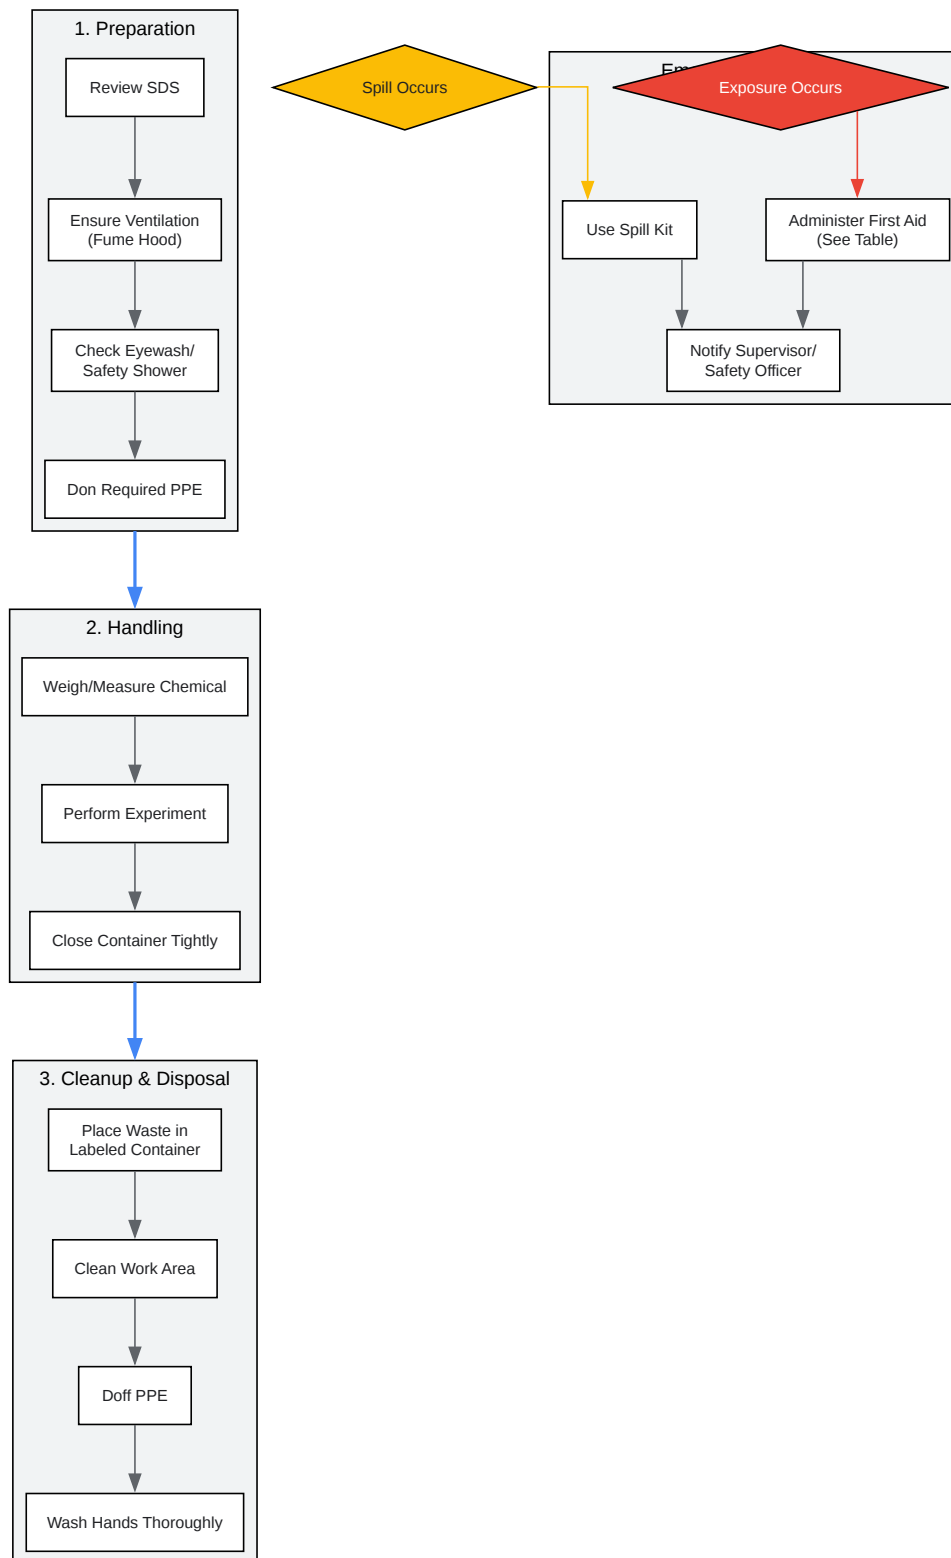 1. Preparation
Review SDS
Ensure Ventilation
(Fume Hood)
Check Eyewash/
Safety Shower
Don Required PPE
2. Handling
Weigh/Measure Chemical
Perform Experiment
Close Container Tightly
3. Cleanup & Disposal
Place Waste in
Labeled Container
Clean Work Area
Doff PPE
Wash Hands Thoroughly
Spill Occurs
Exposure Occurs
Use Spill Kit
Administer First Aid
(See Table)
Notify Supervisor/
Safety Officer